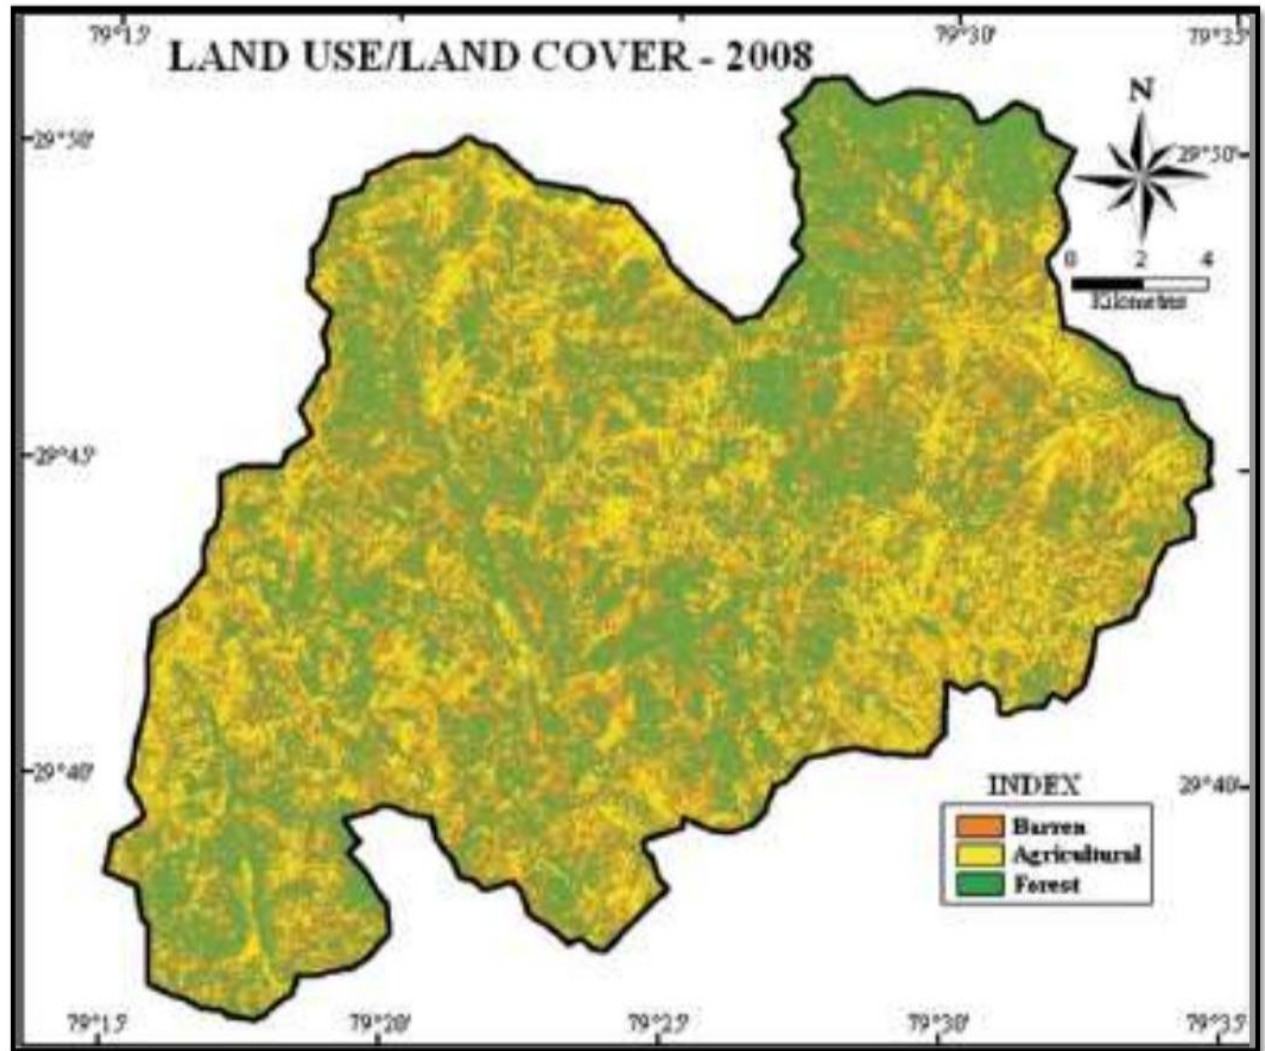 79°15' 79°30' 79°35'
LAND USE/LAND COVER - 2008
N
29°50' 29°50'
0 2 4
Kilometers
29°45'
29°40' 29°40'
INDEX
Barren
Agricultural
Forest
79°15' 79°20' 79°25' 79°30' 79°35'